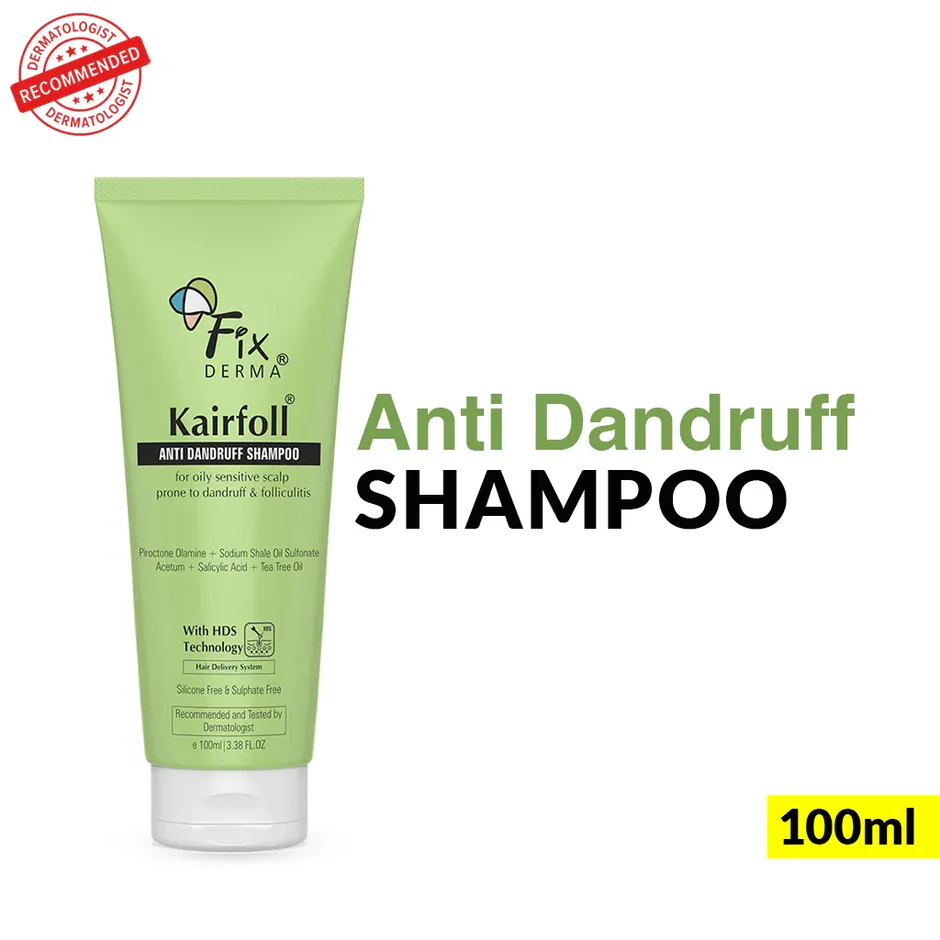 DERMATOLOGIST
RECOMMENDED
DERMATOLOGIST
Fix®
DERMA
Kairfoll®
ANTI DANDRUFF SHAMPOO
for oily sensitive scalp
prone to dandruff & folliculitis
Piroctone Olamine + Sodium Shale Oil Sulfonate
Acetum + Salicylic Acid + Tea Tree Oil
With HDS
Technology
HDS
Hair Delivery System
Silicone Free & Sulphate Free
Recommended and Tested by
Dermatologist
e 100ml|3.38 FL.OZ
Anti Dandruff
SHAMPOO
100ml